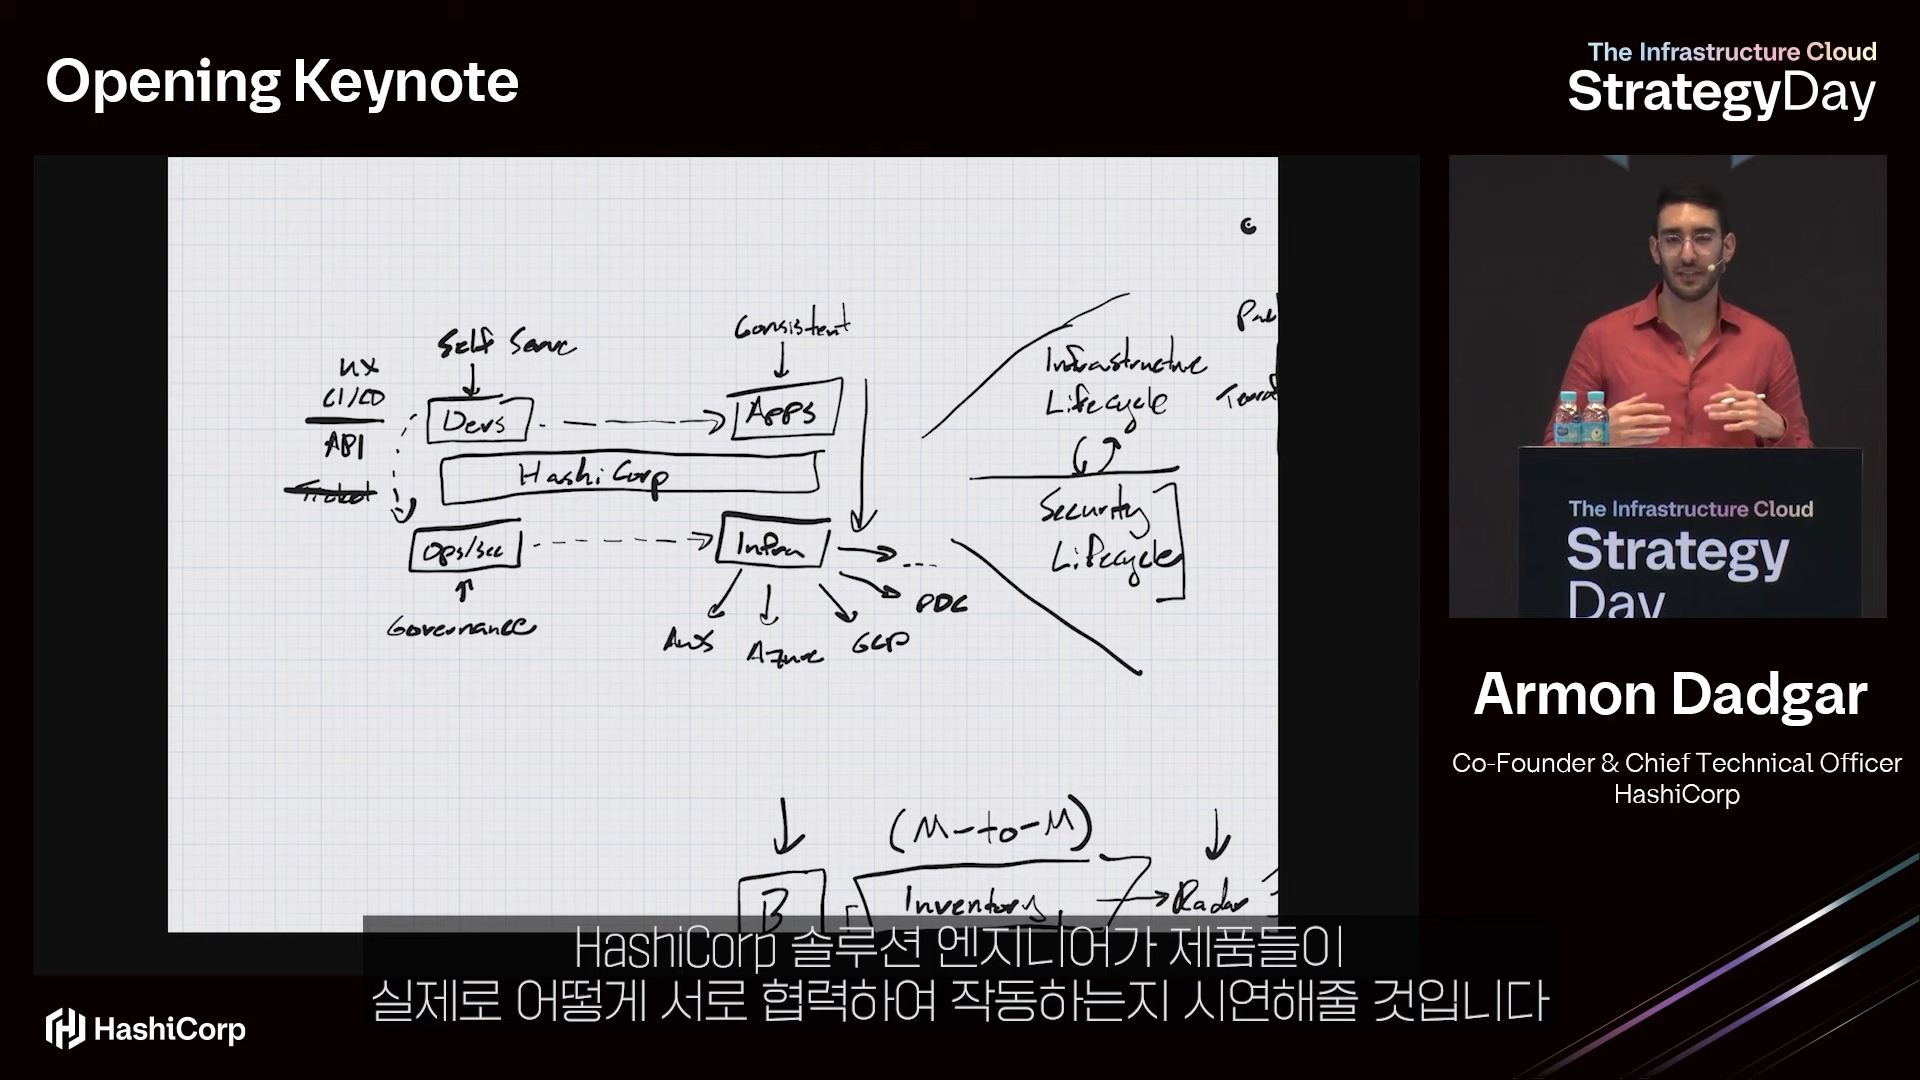 Opening Keynote
The Infrastructure Cloud
StrategyDay
Self Serve
Consistent
UX
CI/CD
API
Ticket
Devs
Apps
HashiCorp
Ops/Sec
Infra
Governance
AWS
Azure
GCP
PDC
Infrastructure
Lifecycle
Security
Lifecycle
(M-to-M)
B
Inventory
Radar
The Infrastructure Cloud
Strategy
Day
Armon Dadgar
Co-Founder & Chief Technical Officer
HashiCorp
HashiCorp 솔루션 엔지니어가 제품들이
실제로 어떻게 서로 협력하여 작동하는지 시연해줄 것입니다
HashiCorp